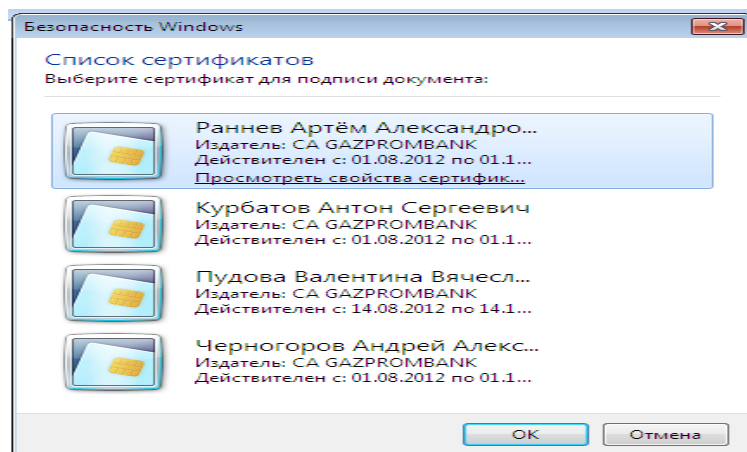 Безопасность Windows
Список сертификатов
Выберите сертификат для подписи документа:
Раннев Артём Александро...
Издатель: CA GAZPROMBANK
Действителен с: 01.08.2012 по 01.1...
Просмотреть свойства сертифик...
Курбатов Антон Сергеевич
Издатель: CA GAZPROMBANK
Действителен с: 01.08.2012 по 01.1...
Пудова Валентина Вячесл...
Издатель: CA GAZPROMBANK
Действителен с: 14.08.2012 по 14.1...
Черногоров Андрей Алекс...
Издатель: CA GAZPROMBANK
Действителен с: 01.08.2012 по 01.1...
ОК Отмена